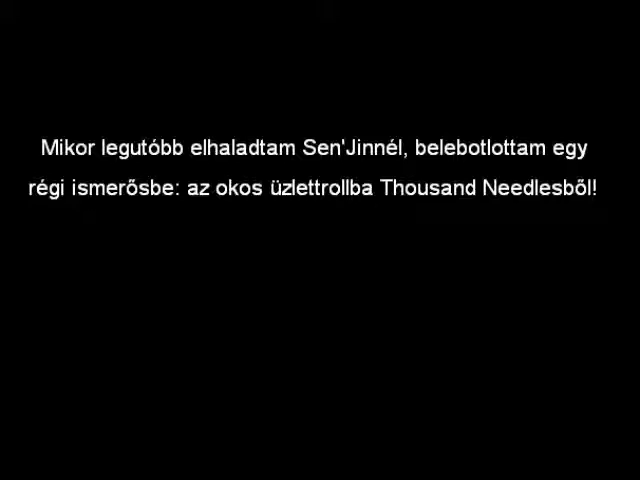 Mikor legutóbb elhaladtam Sen'Jinnél, belebotlottam egy
régi ismerősbe: az okos üzlettrollba Thousand Needlesből!